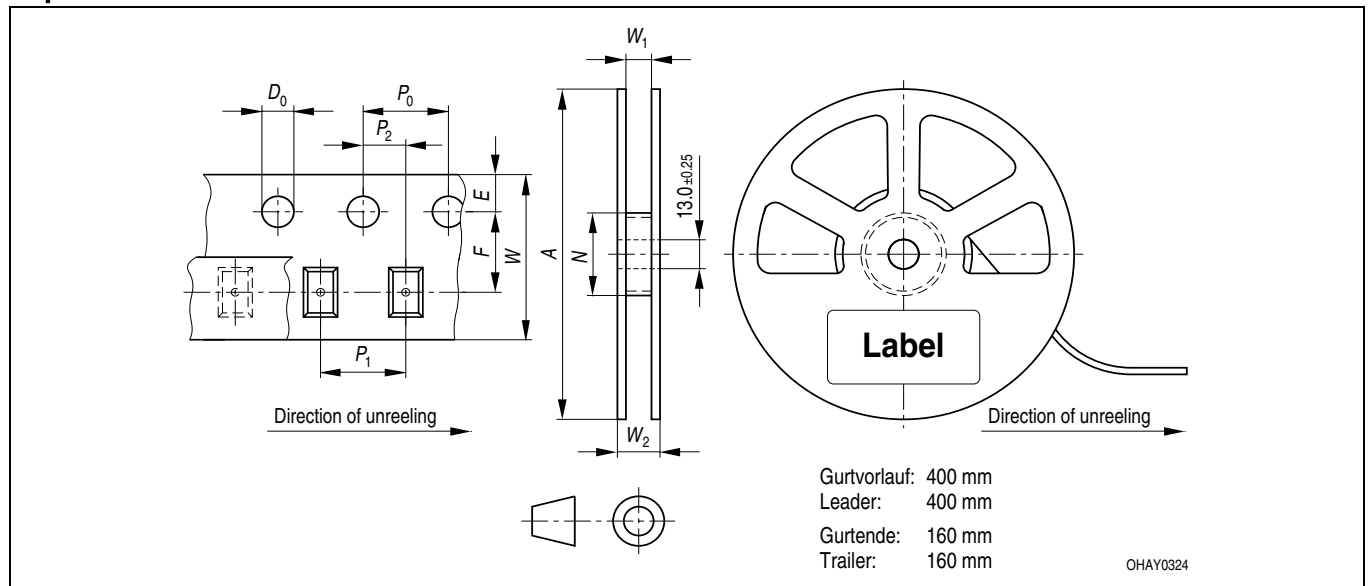 W1
D0
P0
P2
E
F
W
A
N
13.0±0.25
P1
W2
Label
Direction of unreeling
Direction of unreeling
Gurtvorlauf: 400 mm
Leader: 400 mm
Gurtende: 160 mm
Trailer: 160 mm
OHAY0324